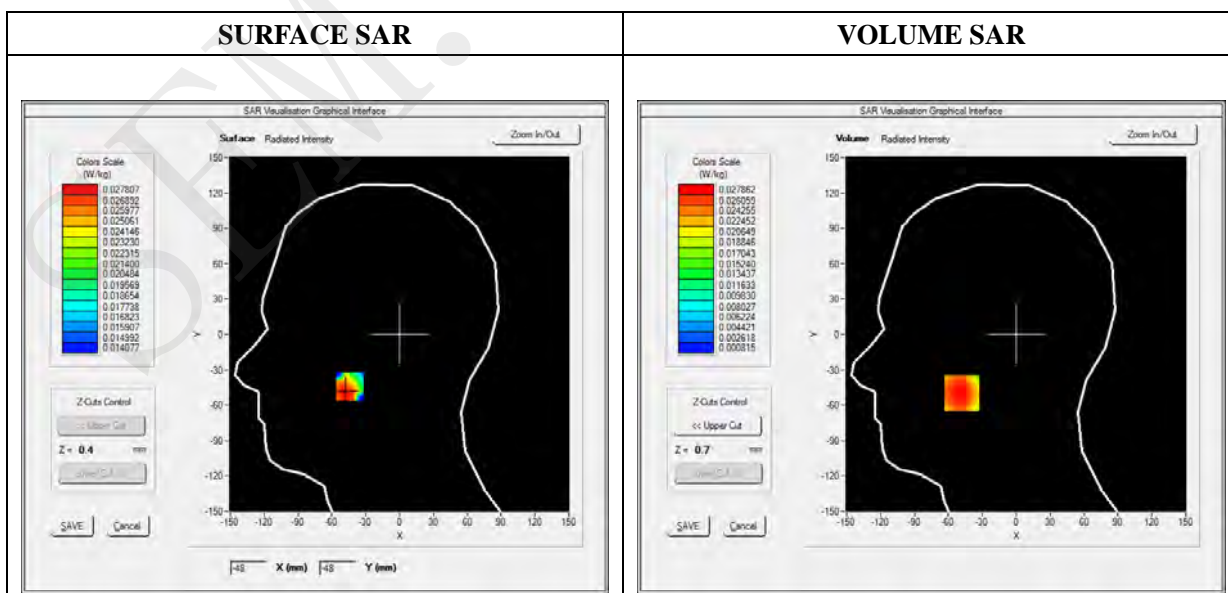 SURFACE SAR
VOLUME SAR
SEM.
SAR Visualisation Graphical Interface
Surface Radiated Intensity
Zoom In/Out
Colors Scale
(W/kg)
0.027807
0.026892
0.025977
0.025061
0.024146
0.023230
0.022315
0.021400
0.020484
0.019569
0.018654
0.017738
0.016823
0.015907
0.014992
0.014077
Z-Cuts Control
<< Upper Cut
Z = 0.4 mm
SAVE
Cancel
150
120
90
60
30
0
-30
-60
-90
-120
-150
Y
-150 -120 -90 -60 -30 0 30 60 90 120 150
X
-48 X (mm) -48 Y (mm)
SAR Visualisation Graphical Interface
Volume Radiated Intensity
Zoom In/Out
Colors Scale
(W/kg)
0.027862
0.026059
0.024255
0.022452
0.020649
0.018846
0.017043
0.015240
0.013437
0.011633
0.009830
0.008027
0.006224
0.004421
0.002618
0.000815
Z-Cuts Control
<< Upper Cut
Z = 0.7 mm
SAVE
Cancel
150
120
90
60
30
0
-30
-60
-90
-120
-150
Y
-150 -120 -90 -60 -30 0 30 60 90 120 150
X